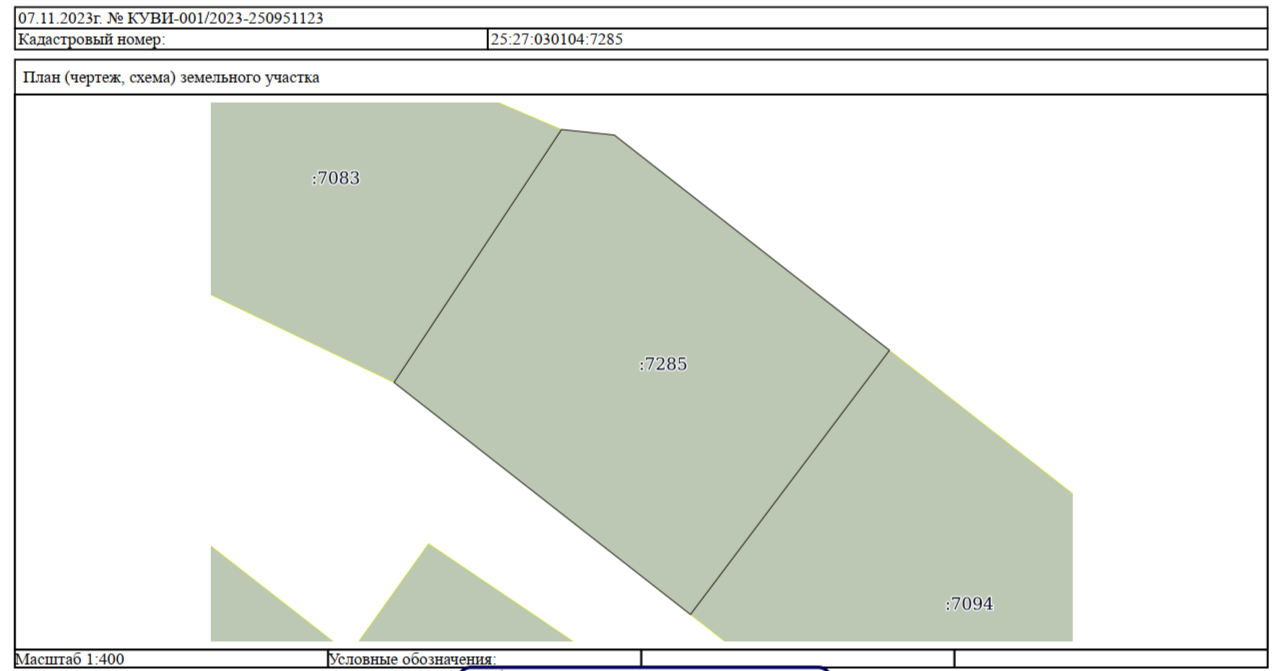 07.11.2023г. № КУВИ-001/2023-250951123
Кадастровый номер: 25:27:030104:7285
План (чертеж, схема) земельного участка
:7083
:7285
:7094
Масштаб 1:400 Условные обозначения: